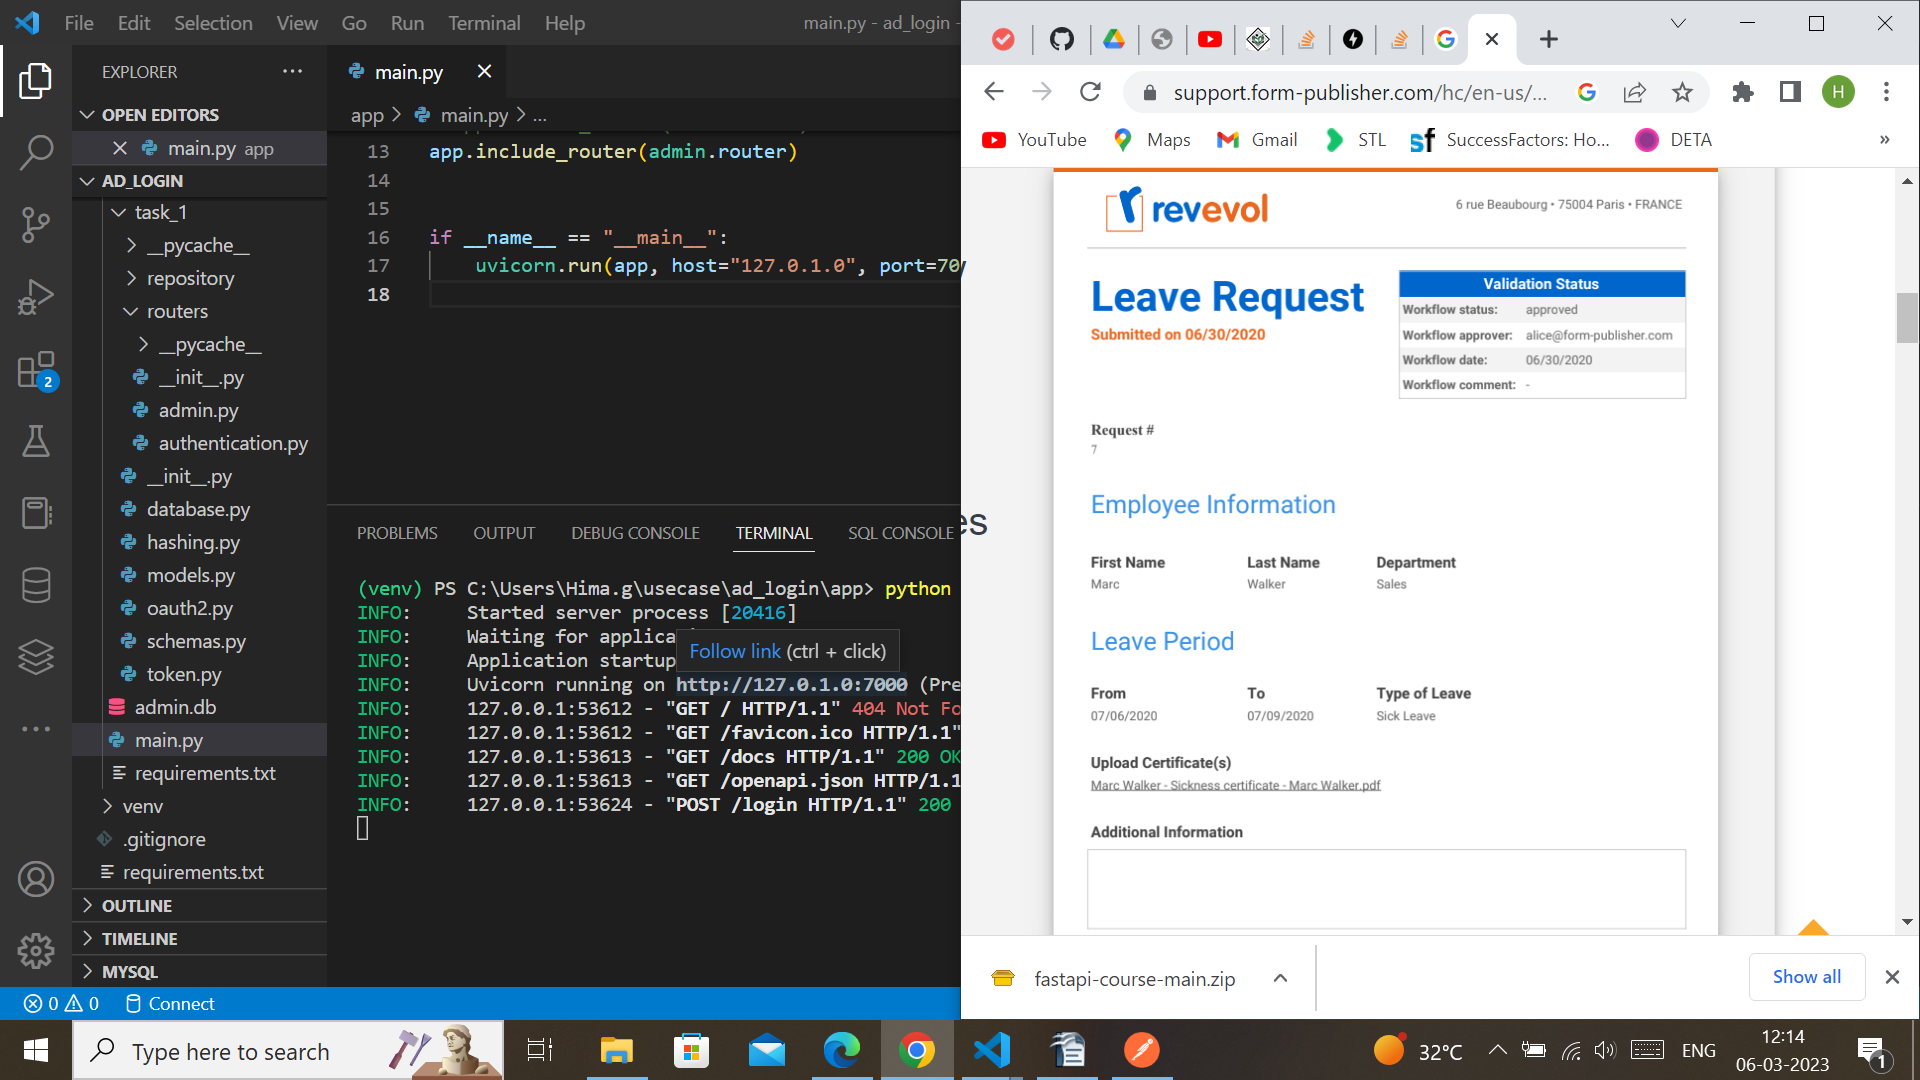 File Edit Selection View Go Run Terminal Help
main.py - ad_login -
EXPLORER
OPEN EDITORS
main.py app
AD_LOGIN
task_1
__pycache__
repository
routers
__pycache__
__init__.py
admin.py
authentication.py
__init__.py
database.py
hashing.py
models.py
oauth2.py
schemas.py
token.py
admin.db
main.py
requirements.txt
venv
.gitignore
requirements.txt
OUTLINE
TIMELINE
MYSQL
2
main.py
app > main.py > ...
13 app.include_router(admin.router)
14
15
16 if __name__ == "__main__":
17 uvicorn.run(app, host="127.0.1.0", port=70
18
PROBLEMS OUTPUT DEBUG CONSOLE TERMINAL SQL CONSOLE
(venv) PS C:\Users\Hima.g\usecase\ad_login\app> python
INFO: Started server process [20416]
INFO: Waiting for applica
INFO: Application startup
Follow link (ctrl + click)
INFO: Uvicorn running on http://127.0.1.0:7000 (Pre
INFO: 127.0.0.1:53612 - "GET / HTTP/1.1" 404 Not Fo
INFO: 127.0.0.1:53612 - "GET /favicon.ico HTTP/1.1"
INFO: 127.0.0.1:53613 - "GET /docs HTTP/1.1" 200 OK
INFO: 127.0.0.1:53613 - "GET /openapi.json HTTP/1.1
INFO: 127.0.0.1:53624 - "POST /login HTTP/1.1" 200
0 0 Connect
support.form-publisher.com/hc/en-us/...
H
YouTube Maps Gmail STL SuccessFactors: Ho... DETA »
revevol
6 rue Beaubourg • 75004 Paris • FRANCE
Leave Request
Submitted on 06/30/2020
Validation Status
Workflow status: approved
Workflow approver: alice@form-publisher.com
Workflow date: 06/30/2020
Workflow comment: -
Request #
7
Employee Information
es
First Name Last Name Department
Marc Walker Sales
Leave Period
From To Type of Leave
07/06/2020 07/09/2020 Sick Leave
Upload Certificate(s)
Marc Walker - Sickness certificate - Marc Walker.pdf
Additional Information
fastapi-course-main.zip
Show all
Type here to search
32°C
ENG
12:14
06-03-2023
1